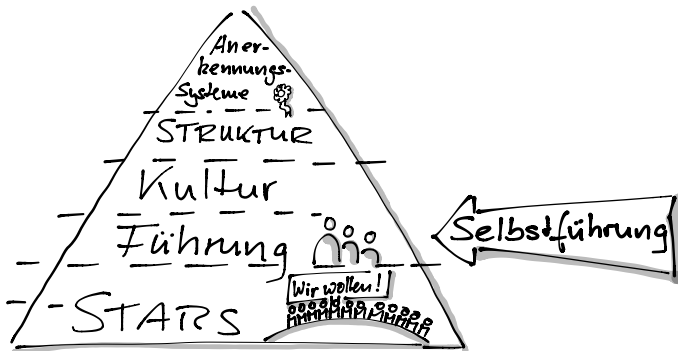 Aner-
kennungs-
Systeme
STRUKTUR
Kultur
Führung
Selbstführung
Wir wollen!
STARS